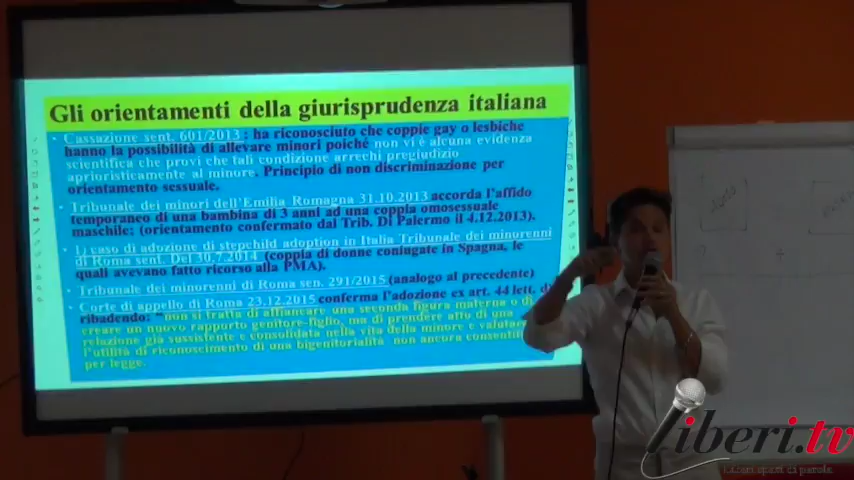 Gli orientamenti della giurisprudenza italiana
• Cassazione sent. 601/2013 : ha riconosciuto che coppie gay o lesbiche
hanno la possibilità di allevare minori poiché non vi è alcuna evidenza
scientifica che provi che tali condizione arrechi pregiudizio
aprioristicamente al minore. Principio di non discriminazione per
orientamento sessuale.
• Tribunale dei minori dell'Emilia Romagna 31.10.2013 accorda l'affido
temporaneo di una bambina di 3 anni ad una coppia omosessuale
maschile: (orientamento confermato dal Trib. Di Palermo il 4.12.2013).
• 1) caso di adozione di stepchild adoption in Italia Tribunale dei minorenni
di Roma sent. Del 30.7.2014 (coppia di donne coniugate in Spagna, le
quali avevano fatto ricorso alla PMA).
• Tribunale dei minorenni di Roma sen. 291/2015 (analogo al precedente)
• Corte di appello di Roma 23.12.2015 conferma l'adozione ex art. 44 lett. d)
ribadendo: "non si tratta di affiancare una seconda figura materna o di
creare un nuovo rapporto genitore-figlio, ma di prendere atto di una
relazione già sussistente e consolidata nella vita della minore e valutare
l'utilità di riconoscimento di una bigenitorialità non ancora consentita
per legge.
liberi.tv
Liberi spazi di parola